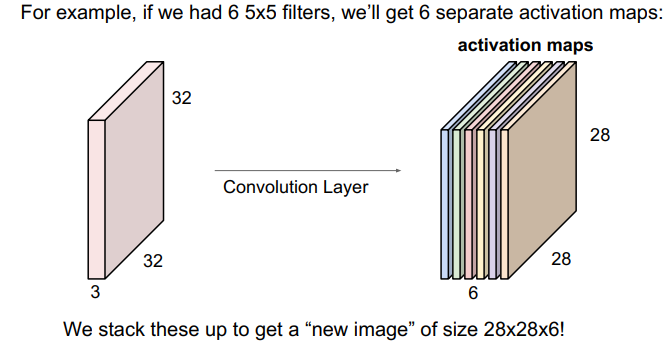 For example, if we had 6 5x5 filters, we'll get 6 separate activation maps:
activation maps
32
28
Convolution Layer
32
28
3
6
We stack these up to get a “new image” of size 28x28x6!